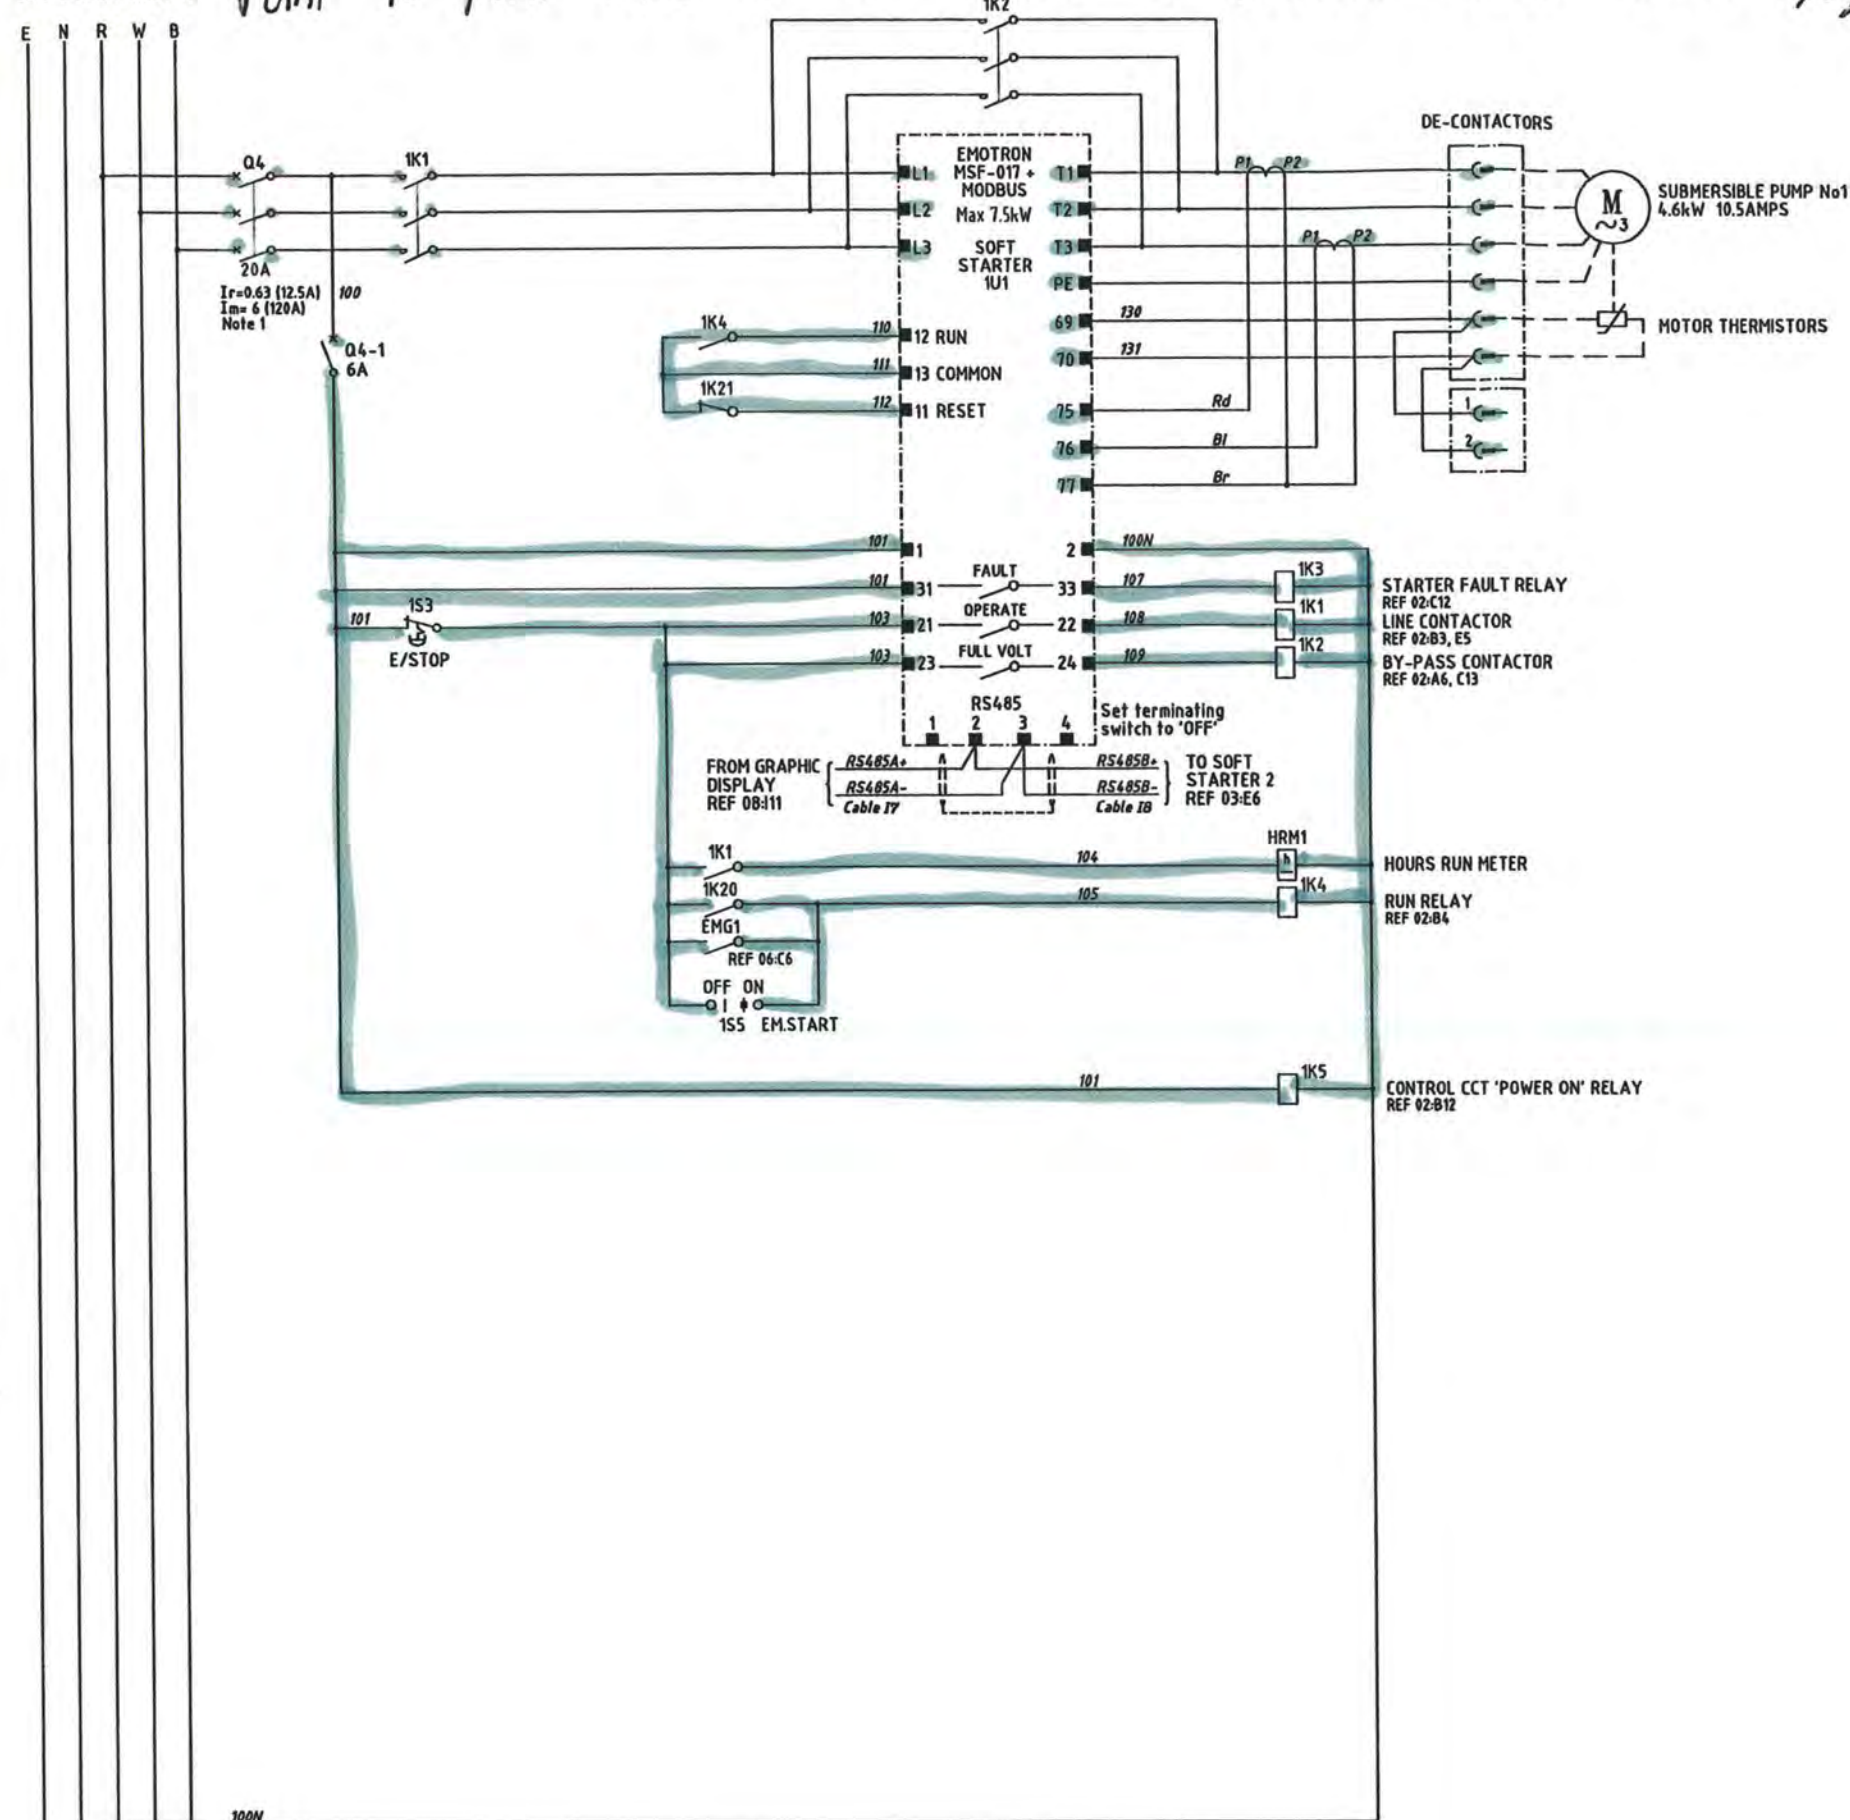 1K2
E N R W B
DE-CONTACTORS
Q4
1K1
20A
Ir=0.63 (12.5A)
Im= 6 (120A)
Note 1
100
Q4-1
6A
EMOTRON
MSF-017 +
MODBUS
Max 7.5kW
SOFT
STARTER
1U1
L1
L2
L3
T1
T2
T3
PE
69
70
75
76
77
P1 P2
P1 P2
M
~3
SUBMERSIBLE PUMP No1
4.6kW 10.5AMPS
MOTOR THERMISTORS
130
131
Rd
Bl
Br
1
2
1K4
110
12 RUN
111
13 COMMON
1K21
112
11 RESET
101
1
2
100N
101
31
FAULT
33
107
1K3
STARTER FAULT RELAY
REF 02:C12
101
1S3
E/STOP
103
21
OPERATE
22
108
1K1
LINE CONTACTOR
REF 02:B3, E5
103
23
FULL VOLT
24
109
1K2
BY-PASS CONTACTOR
REF 02:A6, C13
RS485
1 2 3 4
Set terminating
switch to 'OFF'
FROM GRAPHIC
DISPLAY
REF 08:I11
RS485A+
RS485A-
Cable 17
RS485B+
RS485B-
Cable 18
TO SOFT
STARTER 2
REF 03:E6
1K1
104
HRM1
h
HOURS RUN METER
1K20
105
1K4
RUN RELAY
REF 02:B4
EMG1
REF 06:C6
OFF ON
1S5 EM.START
101
1K5
CONTROL CCT 'POWER ON' RELAY
REF 02:B12
100N